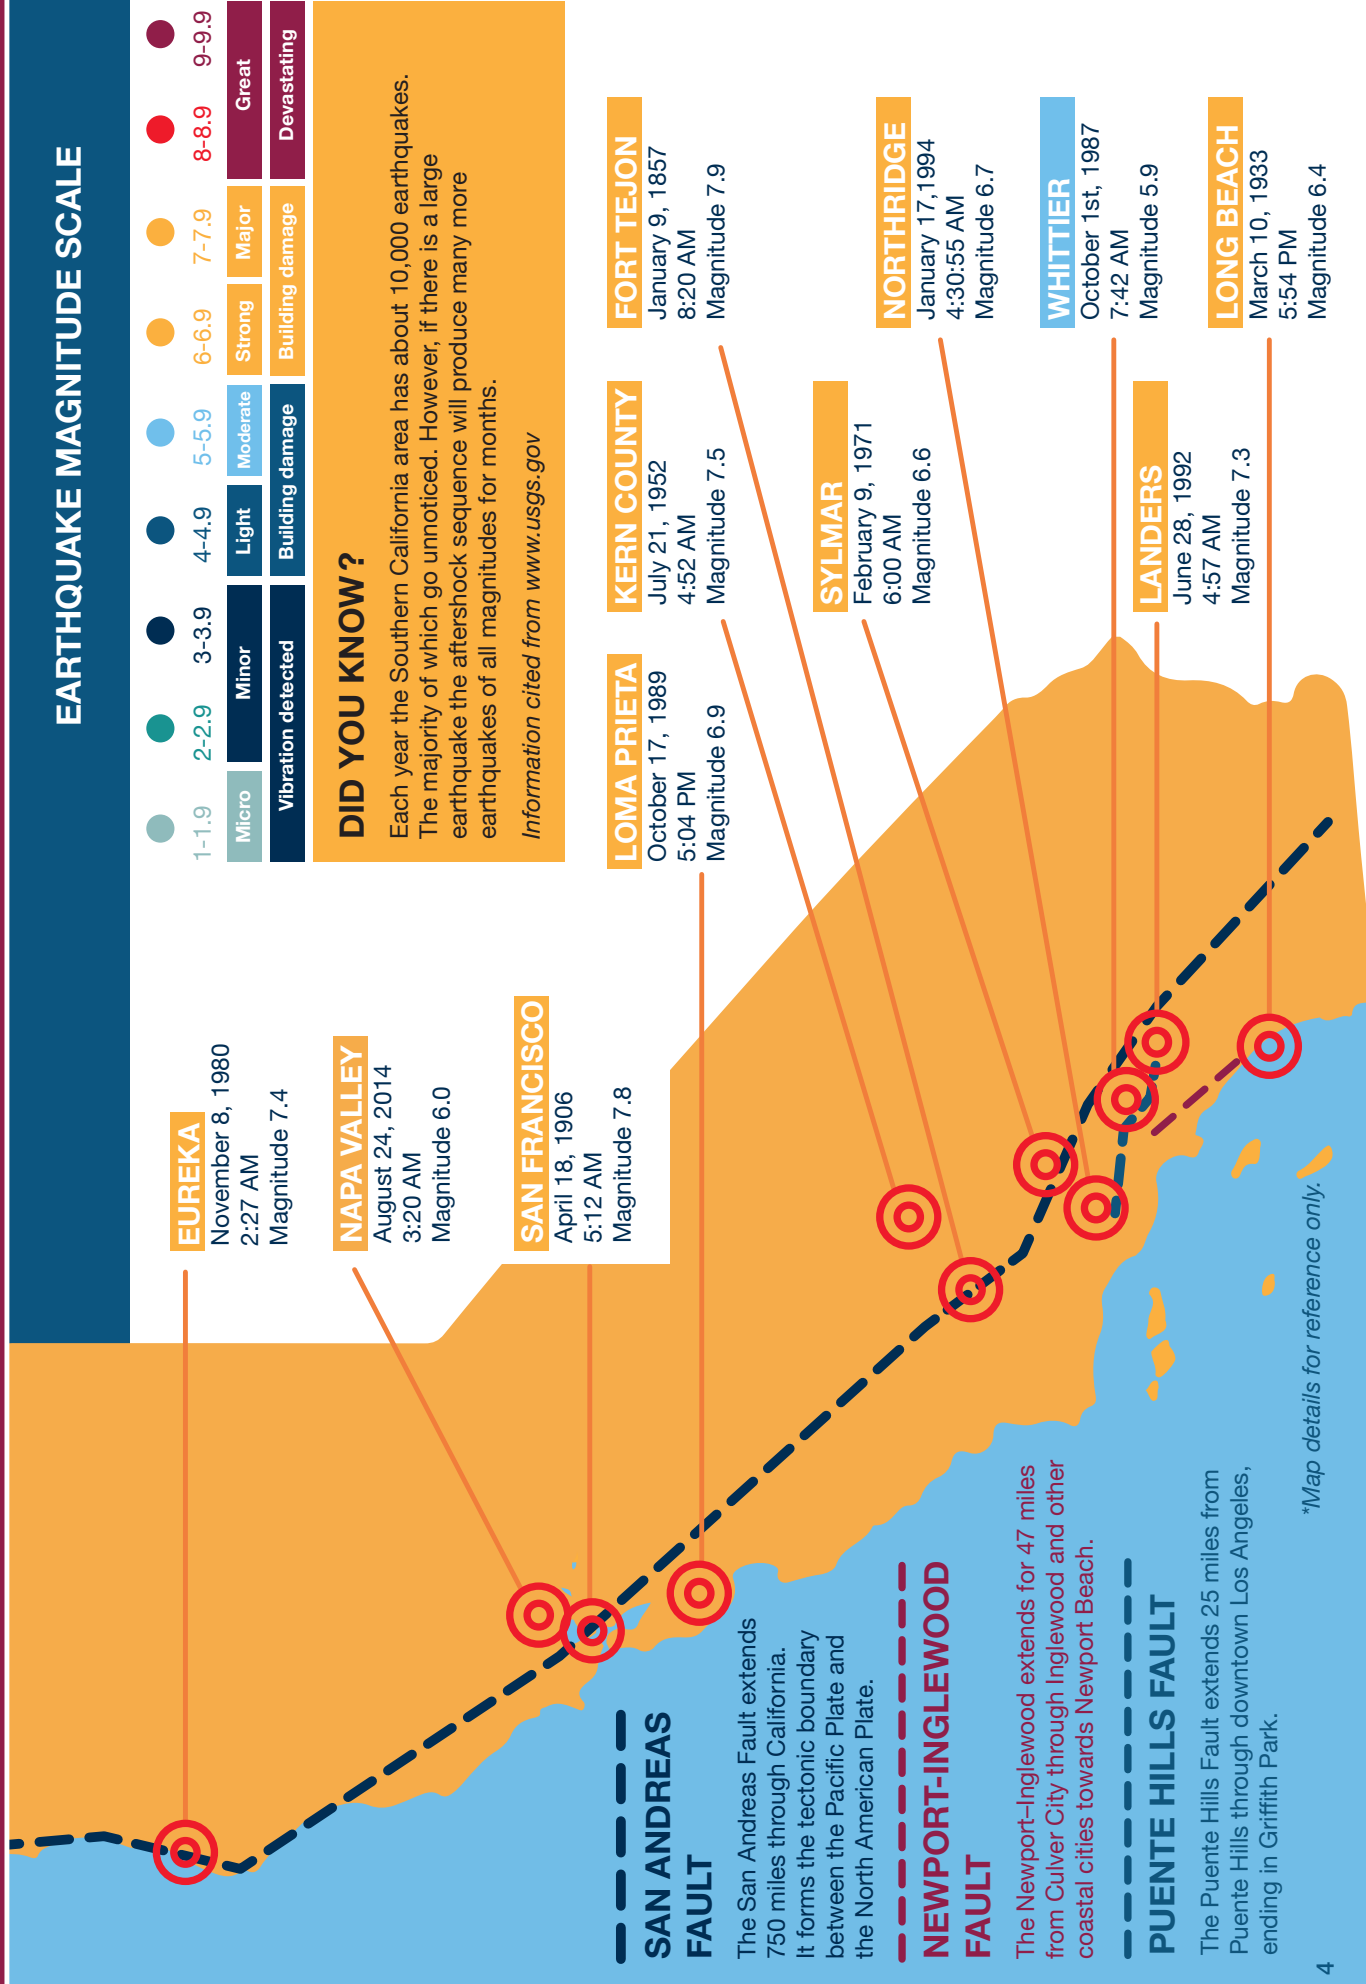 EARTHQUAKE MAGNITUDE SCALE
1-1.9
2-2.9
3-3.9
4-4.9
5-5.9
6-6.9
7-7.9
8-8.9
9-9.9
Micro
Minor
Light
Moderate
Strong
Major
Great
Vibration detected
Building damage
Building damage
Devastating
DID YOU KNOW?
Each year the Southern California area has about 10,000 earthquakes.
The majority of which go unnoticed. However, if there is a large
earthquake the aftershock sequence will produce many more
earthquakes of all magnitudes for months.
Information cited from www.usgs.gov
EUREKA
November 8, 1980
2:27 AM
Magnitude 7.4
NAPA VALLEY
August 24, 2014
3:20 AM
Magnitude 6.0
SAN FRANCISCO
April 18, 1906
5:12 AM
Magnitude 7.8
LOMA PRIETA
October 17, 1989
5:04 PM
Magnitude 6.9
KERN COUNTY
July 21, 1952
4:52 AM
Magnitude 7.5
FORT TEJON
January 9, 1857
8:20 AM
Magnitude 7.9
SYLMAR
February 9, 1971
6:00 AM
Magnitude 6.6
NORTHRIDGE
January 17,1994
4:30:55 AM
Magnitude 6.7
WHITTIER
October 1st, 1987
7:42 AM
Magnitude 5.9
LANDERS
June 28, 1992
4:57 AM
Magnitude 7.3
LONG BEACH
March 10, 1933
5:54 PM
Magnitude 6.4
SAN ANDREAS
FAULT
The San Andreas Fault extends
750 miles through California.
It forms the tectonic boundary
between the Pacific Plate and
the North American Plate.
NEWPORT-INGLEWOOD
FAULT
The Newport–Inglewood extends for 47 miles
from Culver City through Inglewood and other
coastal cities towards Newport Beach.
PUENTE HILLS FAULT
The Puente Hills Fault extends 25 miles from
Puente Hills through downtown Los Angeles,
ending in Griffith Park.
*Map details for reference only.
4